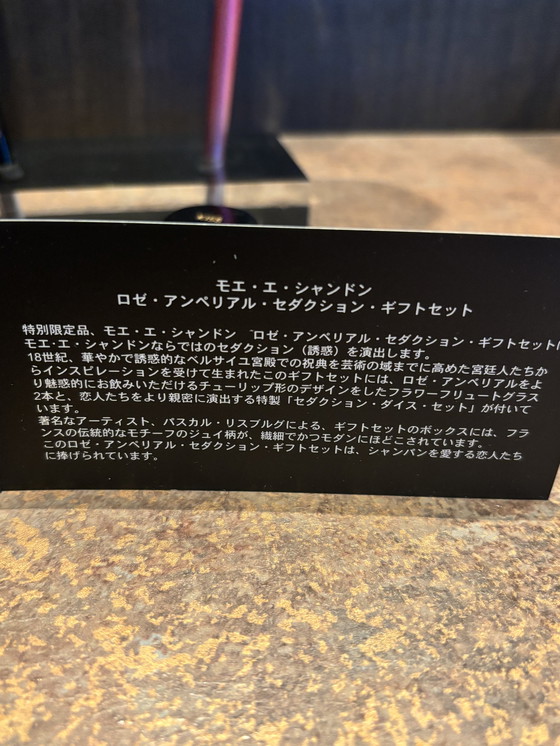 モエ・エ・シャンドン
ロゼ・アンペリアル・セダクション・ギフトセット
特別限定品、モエ・エ・シャンドン　ロゼ・アンペリアル・セダクション・ギフトセットは
モエ・エ・シャンドンならではのセダクション（誘惑）を演出します。
18世紀、華やかで誘惑的なベルサイユ宮殿での祝典を芸術の域までに高めた宮廷人たちか
らインスピレーションを受けて生まれたこのギフトセットには、ロゼ・アンペリアルをよ
り魅惑的にお飲みいただけるチューリップ形のデザインをしたフラワーフリュートグラス
2本と、恋人たちをより親密に演出する特製「セダクション・ダイス・セット」が付いて
います。
著名なアーティスト、パスカル・リスブルグによる、ギフトセットのボックスには、フラ
ンスの伝統的なモチーフのジュイ柄が、繊細でかつモダンにほどこされています。
このロゼ・アンペリアル・セダクション・ギフトセットは、シャンパンを愛する恋人たち
に捧げられています。